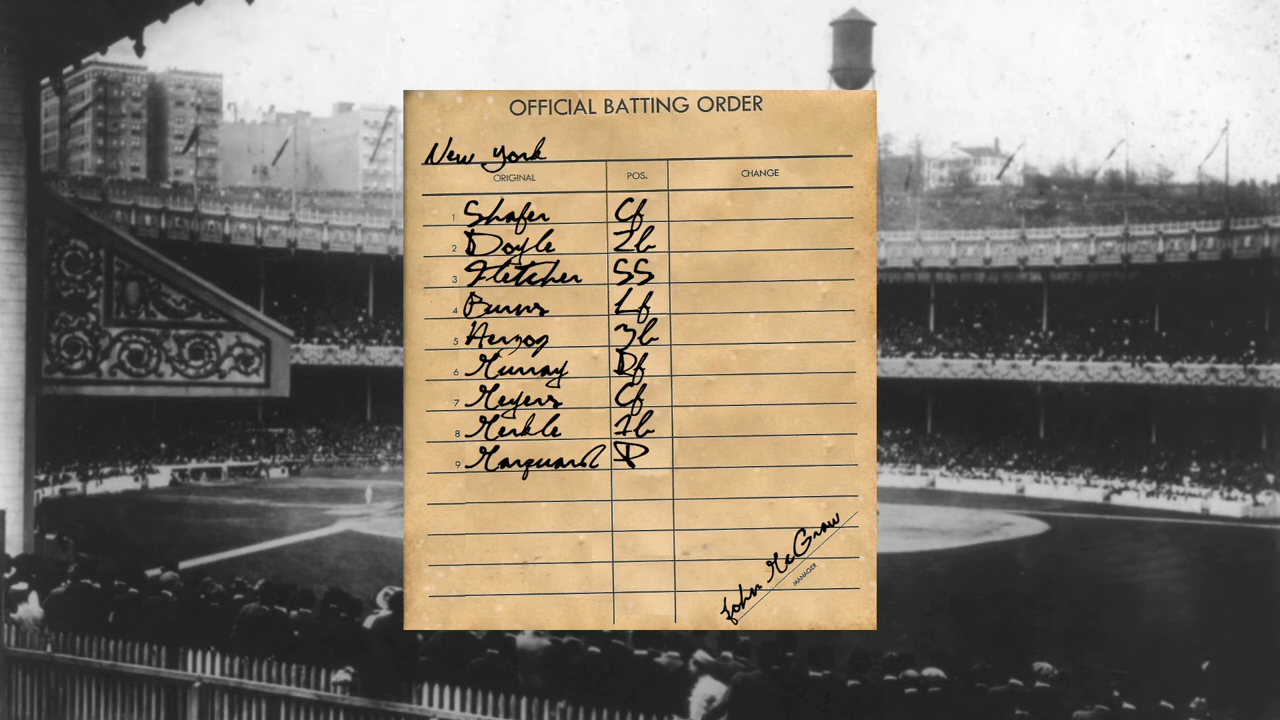 OFFICIAL BATTING ORDER
New York
ORIGINAL POS. CHANGE
1 Shafer Cf
2 Doyle 2b
3 Fletcher SS
4 Burns Lf
5 Herzog 3b
6 Murray Rf
7 Meyers C
8 Merkle 1b
9 Marquard P
John McGraw
MANAGER